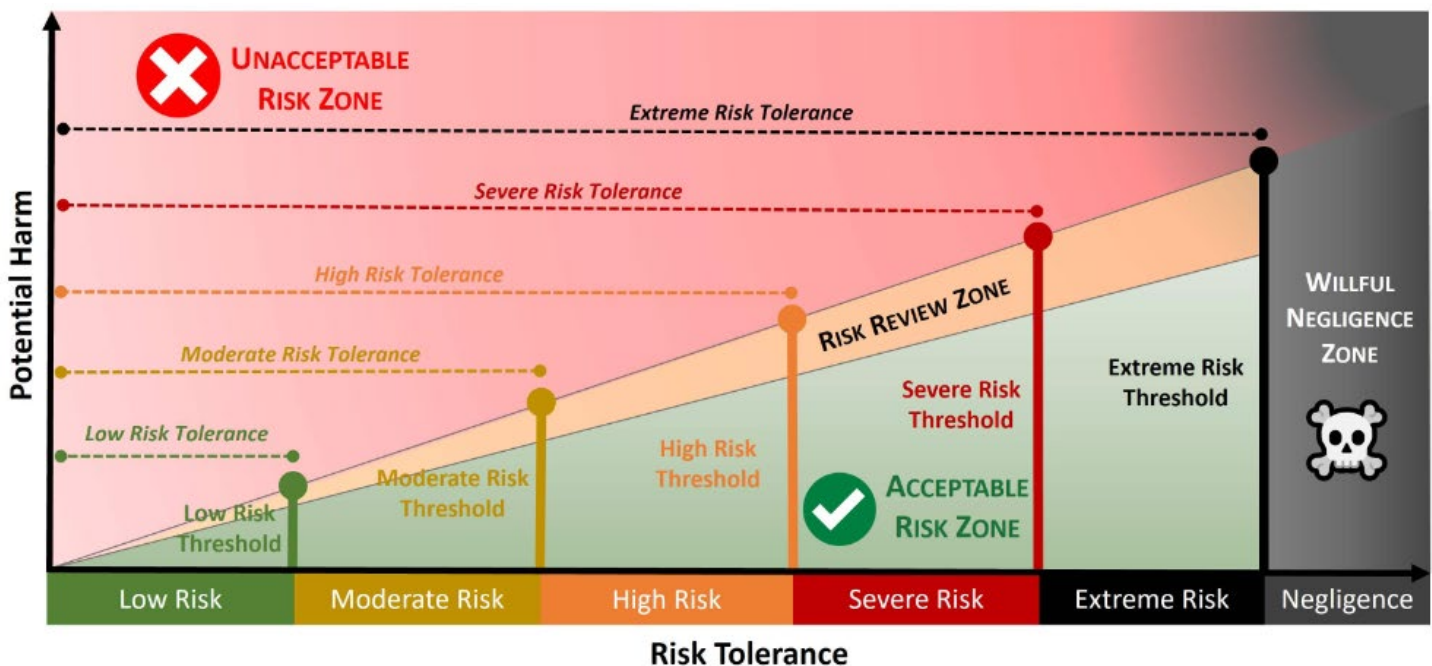 UNACCEPTABLE
RISK ZONE
Extreme Risk Tolerance
Severe Risk Tolerance
High Risk Tolerance
Moderate Risk Tolerance
Low Risk Tolerance
Potential Harm
RISK REVIEW ZONE
WILLFUL
NEGLIGENCE
ZONE
Extreme Risk
Threshold
Severe Risk
Threshold
High Risk
Threshold
Moderate Risk
Threshold
Low Risk
Threshold
ACCEPTABLE
RISK ZONE
Low Risk
Moderate Risk
High Risk
Severe Risk
Extreme Risk
Negligence
Risk Tolerance